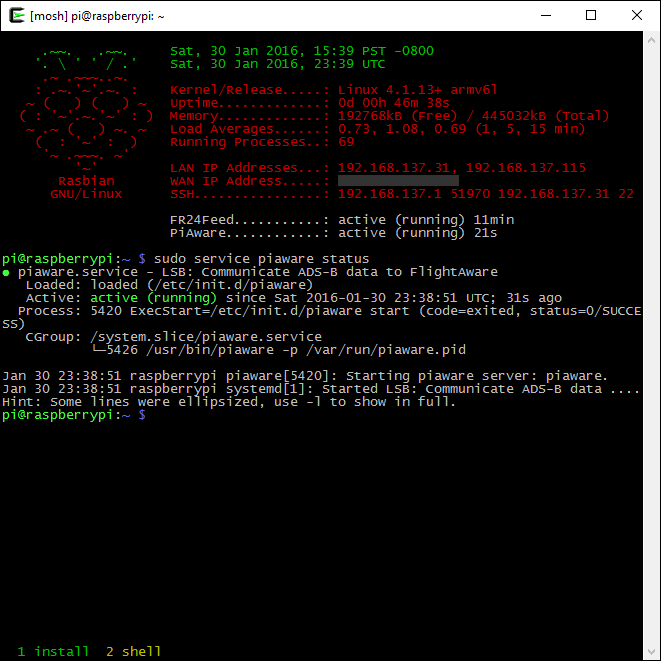 [mosh] pi@raspberrypi: ~
Sat, 30 Jan 2016, 15:39 PST -0800
Sat, 30 Jan 2016, 23:39 UTC
Kernel/Release.....: Linux 4.1.13+ armv6l
Uptime.............: 0d 00h 46m 38s
Memory.............: 192768kB (Free) / 445032kB (Total)
Load Averages......: 0.73, 1.08, 0.69 (1, 5, 15 min)
Running Processes..: 69
LAN IP Addresses...: 192.168.137.31, 192.168.137.115
Rasbian WAN IP Address.....:
GNU/Linux SSH................: 192.168.137.1 51970 192.168.137.31 22
FR24Feed...........: active (running) 11min
PiAware............: active (running) 21s
pi@raspberrypi:~ $ sudo service piaware status
● piaware.service - LSB: Communicate ADS-B data to FlightAware
Loaded: loaded (/etc/init.d/piaware)
Active: active (running) since Sat 2016-01-30 23:38:51 UTC; 31s ago
Process: 5420 ExecStart=/etc/init.d/piaware start (code=exited, status=0/SUCCE
SS)
CGroup: /system.slice/piaware.service
└─5426 /usr/bin/piaware -p /var/run/piaware.pid
Jan 30 23:38:51 raspberrypi piaware[5420]: Starting piaware server: piaware.
Jan 30 23:38:51 raspberrypi systemd[1]: Started LSB: Communicate ADS-B data ....
Hint: Some lines were ellipsized, use -l to show in full.
pi@raspberrypi:~ $
1 install 2 shell